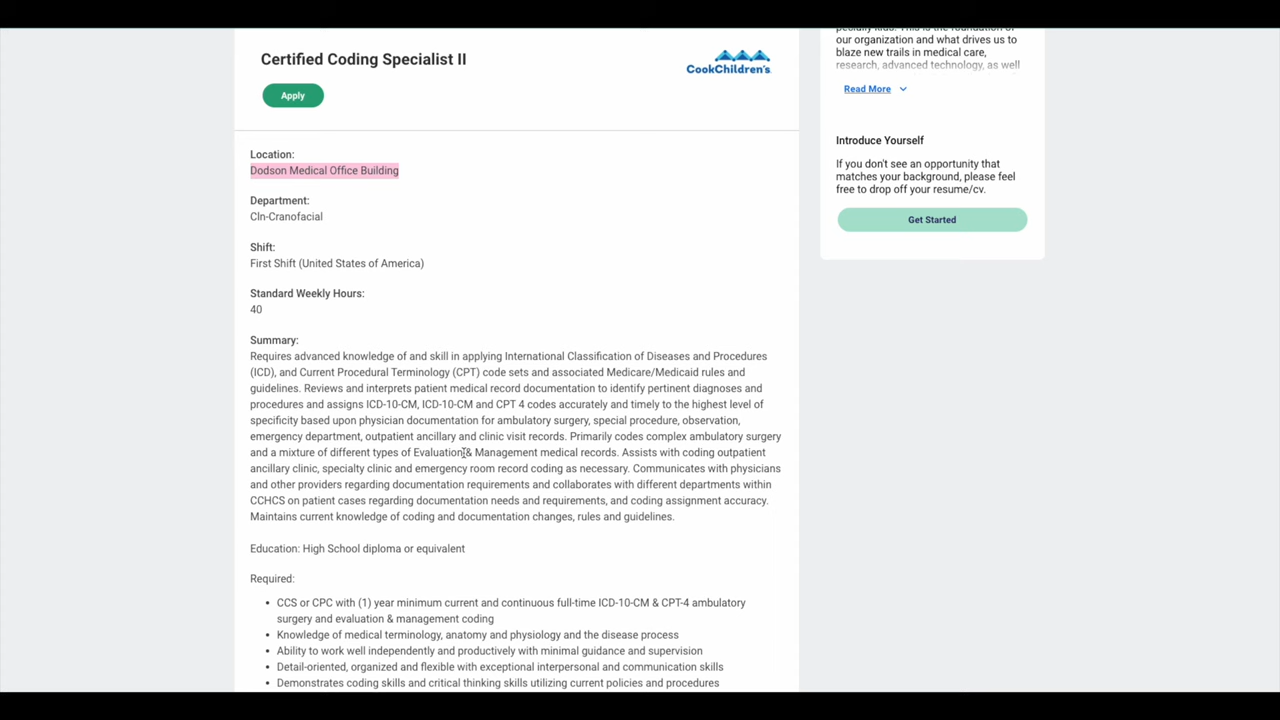 Certified Coding Specialist II
CookChildren's
Apply
Location:
Dodson Medical Office Building
Department:
Cln-Cranofacial
Shift:
First Shift (United States of America)
Standard Weekly Hours:
40
Summary:
Requires advanced knowledge of and skill in applying International Classification of Diseases and Procedures
(ICD), and Current Procedural Terminology (CPT) code sets and associated Medicare/Medicaid rules and
guidelines. Reviews and interprets patient medical record documentation to identify pertinent diagnoses and
procedures and assigns ICD-10-CM, ICD-10-CM and CPT 4 codes accurately and timely to the highest level of
specificity based upon physician documentation for ambulatory surgery, special procedure, observation,
emergency department, outpatient ancillary and clinic visit records. Primarily codes complex ambulatory surgery
and a mixture of different types of Evaluation& Management medical records. Assists with coding outpatient
ancillary clinic, specialty clinic and emergency room record coding as necessary. Communicates with physicians
and other providers regarding documentation requirements and collaborates with different departments within
CCHCS on patient cases regarding documentation needs and requirements, and coding assignment accuracy.
Maintains current knowledge of coding and documentation changes, rules and guidelines.
Education: High School diploma or equivalent
Required:
• CCS or CPC with (1) year minimum current and continuous full-time ICD-10-CM & CPT-4 ambulatory
surgery and evaluation & management coding
• Knowledge of medical terminology, anatomy and physiology and the disease process
• Ability to work well independently and productively with minimal guidance and supervision
• Detail-oriented, organized and flexible with exceptional interpersonal and communication skills
• Demonstrates coding skills and critical thinking skills utilizing current policies and procedures
our organization and what drives us to
blaze new trails in medical care,
research, advanced technology, as well
Read More
Introduce Yourself
If you don't see an opportunity that
matches your background, please feel
free to drop off your resume/cv.
Get Started